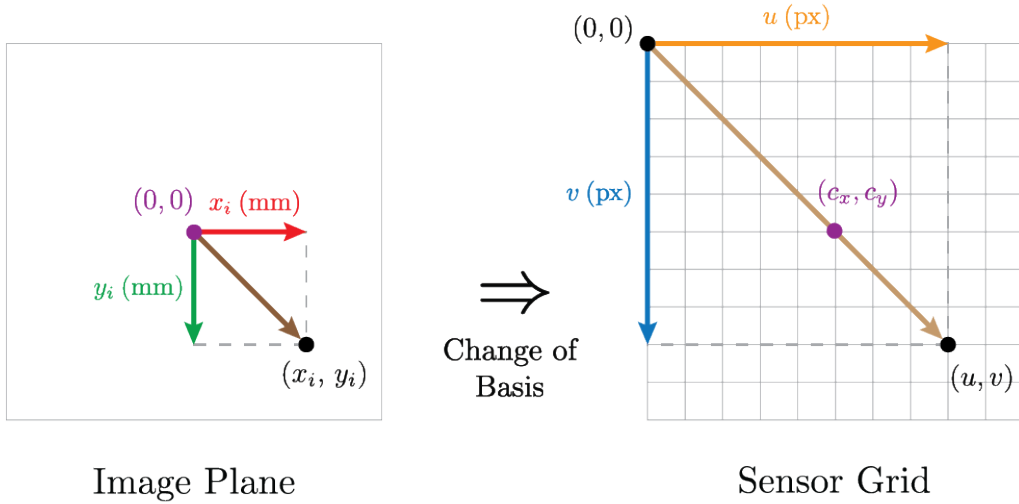 (0, 0)
x_i (mm)
y_i (mm)
(x_i, y_i)
Image Plane
⇒
Change of
Basis
(0, 0)
u (px)
v (px)
(c_x, c_y)
(u, v)
Sensor Grid